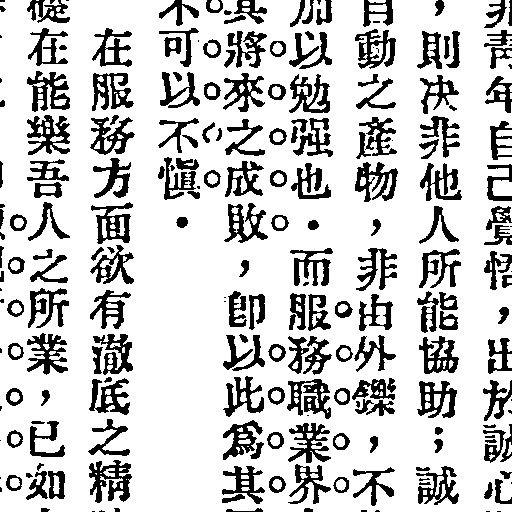 青年自己覺悟，出於誠心
，則决非他人所能協助；誠
自動之產物，非由外鑠，不
加以勉强也．而服務職業界
其將來之成敗，卽以此爲其
不可以不愼．
在服務方面欲有澈底之精
礎在能樂吾人之所業，已如